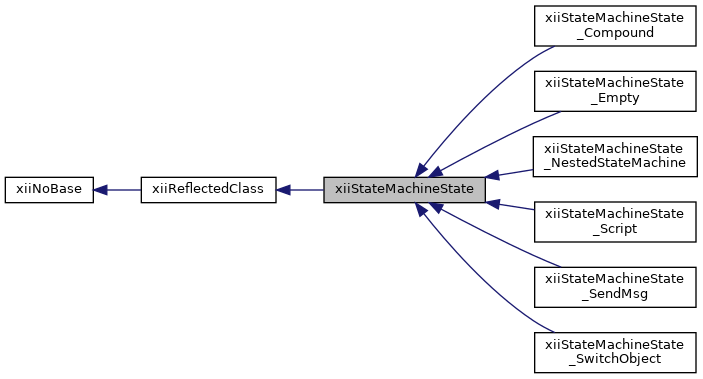 xiiStateMachineState
_Compound
xiiStateMachineState
_Empty
xiiStateMachineState
_NestedStateMachine
xiiNoBase
xiiReflectedClass
xiiStateMachineState
xiiStateMachineState
_Script
xiiStateMachineState
_SendMsg
xiiStateMachineState
_SwitchObject